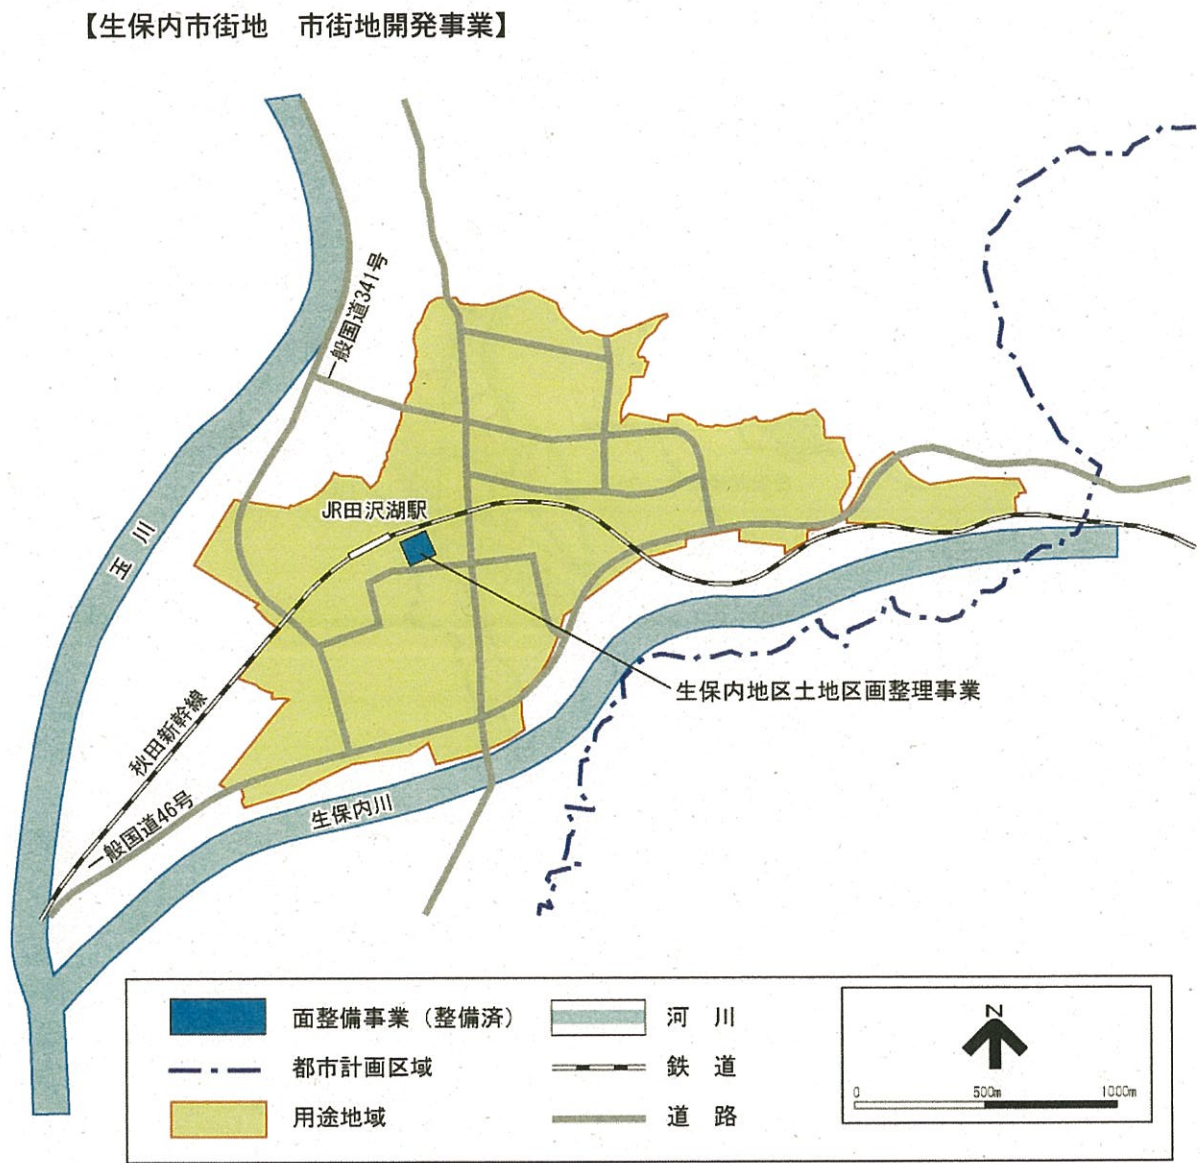 【生保内市街地　市街地開発事業】
一般国道341号
JR田沢湖駅
玉川
生保内地区土地区画整理事業
秋田新幹線
一般国道46号
生保内川
面整備事業（整備済）
都市計画区域
用途地域
河　川
鉄　道
道　路
N
0 500m 1000m